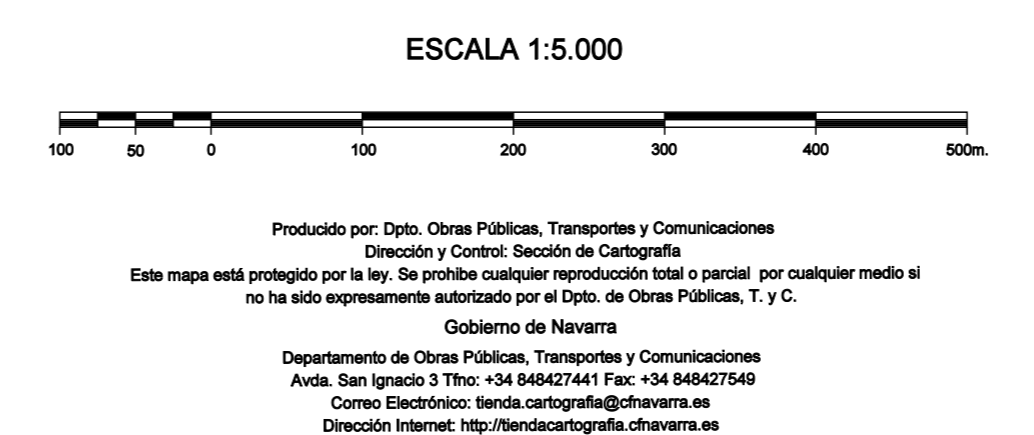 ESCALA 1:5.000
100 50 0 100 200 300 400 500m.
Producido por: Dpto. Obras Públicas, Transportes y Comunicaciones
Dirección y Control: Sección de Cartografía
Este mapa está protegido por la ley. Se prohibe cualquier reproducción total o parcial por cualquier medio si
no ha sido expresamente autorizado por el Dpto. de Obras Públicas, T. y C.
Gobierno de Navarra
Departamento de Obras Públicas, Transportes y Comunicaciones
Avda. San Ignacio 3 Tfno: +34 848427441 Fax: +34 848427549
Correo Electrónico: tienda.cartografia@cfnavarra.es
Dirección Internet: http://tiendacartografia.cfnavarra.es